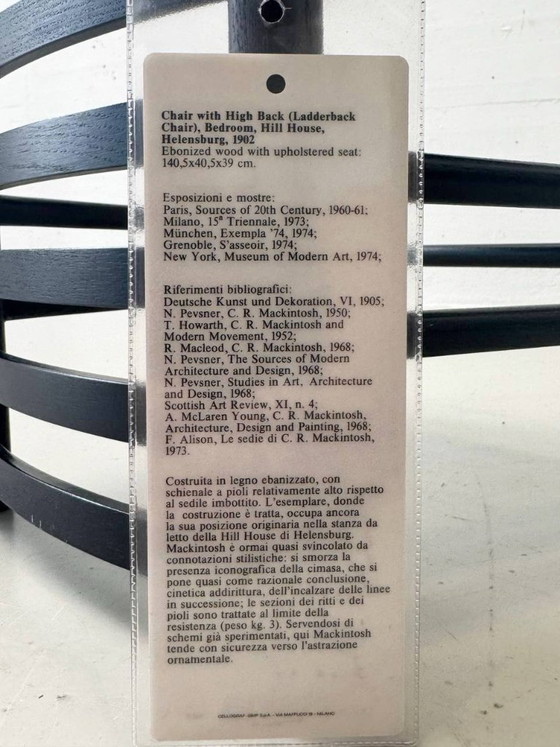 Chair with High Back (Ladderback
Chair), Bedroom, Hill House,
Helensburg, 1902
Ebonized wood with upholstered seat:
140,5x40,5x39 cm.
Esposizioni e mostre:
Paris, Sources of 20th Century, 1960-61;
Milano, 15ª Triennale, 1973;
München, Exempla '74, 1974;
Grenoble, S'asseoir, 1974;
New York, Museum of Modern Art, 1974;
Riferimenti bibliografici:
Deutsche Kunst und Dekoration, VI, 1905;
N. Pevsner, C. R. Mackintosh, 1950;
T. Howarth, C. R. Mackintosh and
Modern Movement, 1952;
R. Macleod, C. R. Mackintosh, 1968;
N. Pevsner, The Sources of Modern
Architecture and Design, 1968;
N. Pevsner, Studies in Art, Architecture
and Design, 1968;
Scottish Art Review, XI, n. 4;
A. McLaren Young, C. R. Mackintosh,
Architecture, Design and Painting, 1968;
F. Alison, Le sedie di C. R. Mackintosh,
1973.
Costruita in legno ebanizzato, con
schienale a pioli relativamente alto rispetto
al sedile imbottito. L'esemplare, donde
la costruzione è tratta, occupa ancora
la sua posizione originaria nella stanza da
letto della Hill House di Helensburg.
Mackintosh è ormai quasi svincolato da
connotazioni stilistiche: si smorza la
presenza iconografica della cimasa, che si
pone quasi come razionale conclusione,
cinetica addirittura, dell'incalzare delle linee
in successione; le sezioni dei ritti e dei
pioli sono trattate al limite della
resistenza (peso kg. 3). Servendosi di
schemi già sperimentati, qui Mackintosh
tende con sicurezza verso l'astrazione
ornamentale.